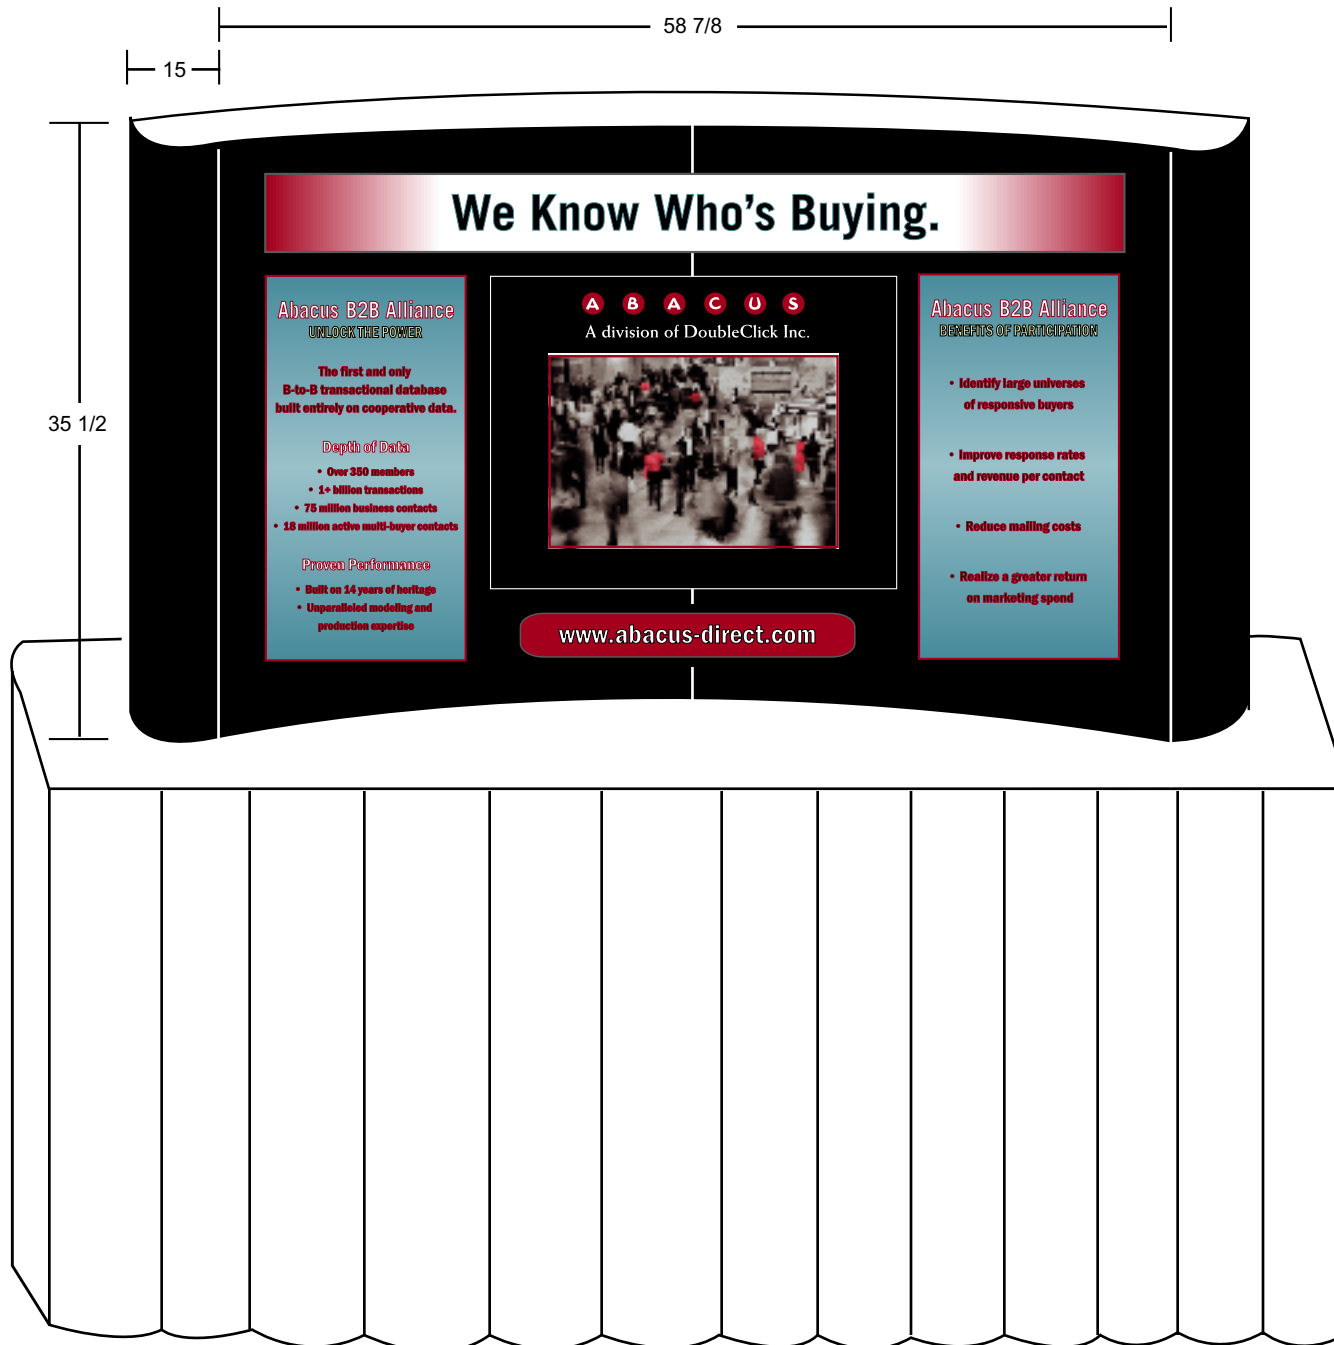 58 7/8
15
35 1/2
We Know Who's Buying.
Abacus B2B Alliance
UNLOCK THE POWER
The first and only
B-to-B transactional database
built entirely on cooperative data.
Depth of Data
• Over 350 members
• 1+ billion transactions
• 75 million business contacts
• 18 million active multi-buyer contacts
Proven Performance
• Built on 14 years of heritage
• Unparalleled modeling and
production expertise
A B A C U S
A division of DoubleClick Inc.
www.abacus-direct.com
Abacus B2B Alliance
BENEFITS OF PARTICIPATION
• Identify large universes
of responsive buyers
• Improve response rates
and revenue per contact
• Reduce mailing costs
• Realize a greater return
on marketing spend